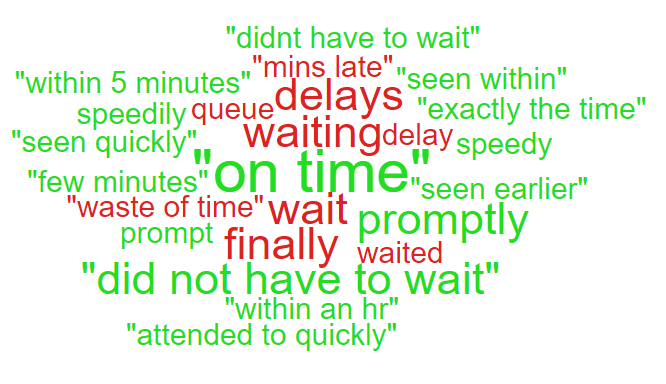 "didnt have to wait"
"mins late"
"within 5 minutes" "seen within"
delays
speedily queue "exactly the time"
waiting delay
"seen quickly" speedy
"on time"
"few minutes" "seen earlier"
"waste of time" wait promptly
prompt finally waited
"did not have to wait"
"within an hr"
"attended to quickly"